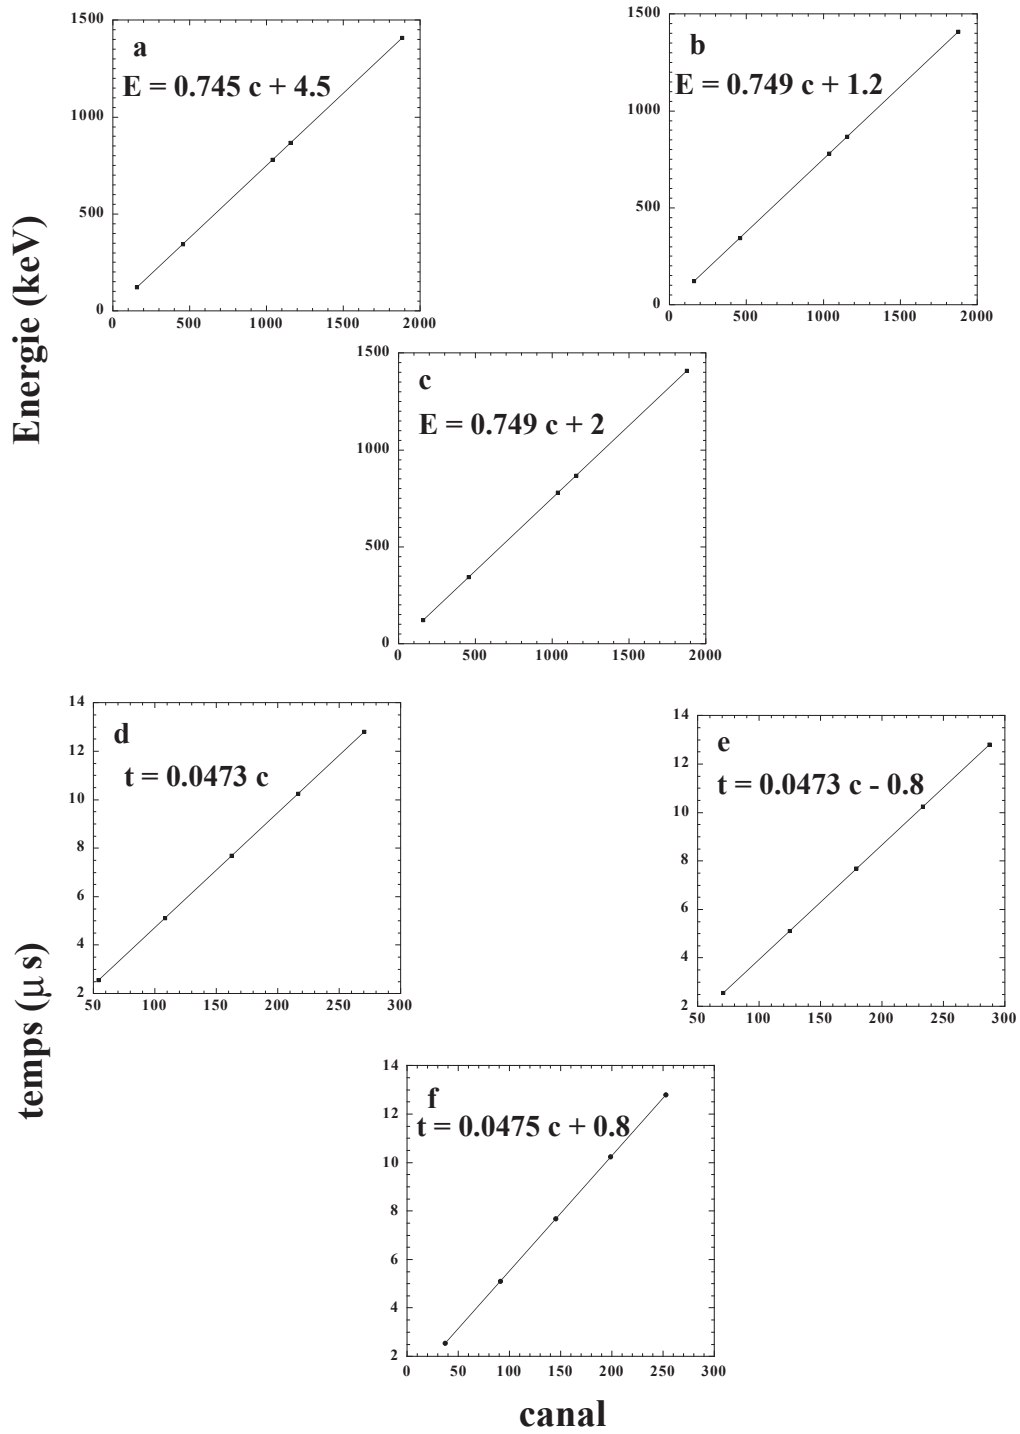 a
E = 0.745 c + 4.5
1500
1000
500
0
0 500 1000 1500 2000
b
E = 0.749 c + 1.2
1500
1000
500
0
0 500 1000 1500 2000
Energie (keV)
c
E = 0.749 c + 2
1500
1000
500
0
0 500 1000 1500 2000
d
t = 0.0473 c
14
12
10
8
6
4
2
50 100 150 200 250 300
e
t = 0.0473 c - 0.8
14
12
10
8
6
4
2
50 100 150 200 250 300
temps (μ s)
f
t = 0.0475 c + 0.8
14
12
10
8
6
4
2
0 50 100 150 200 250 300
canal